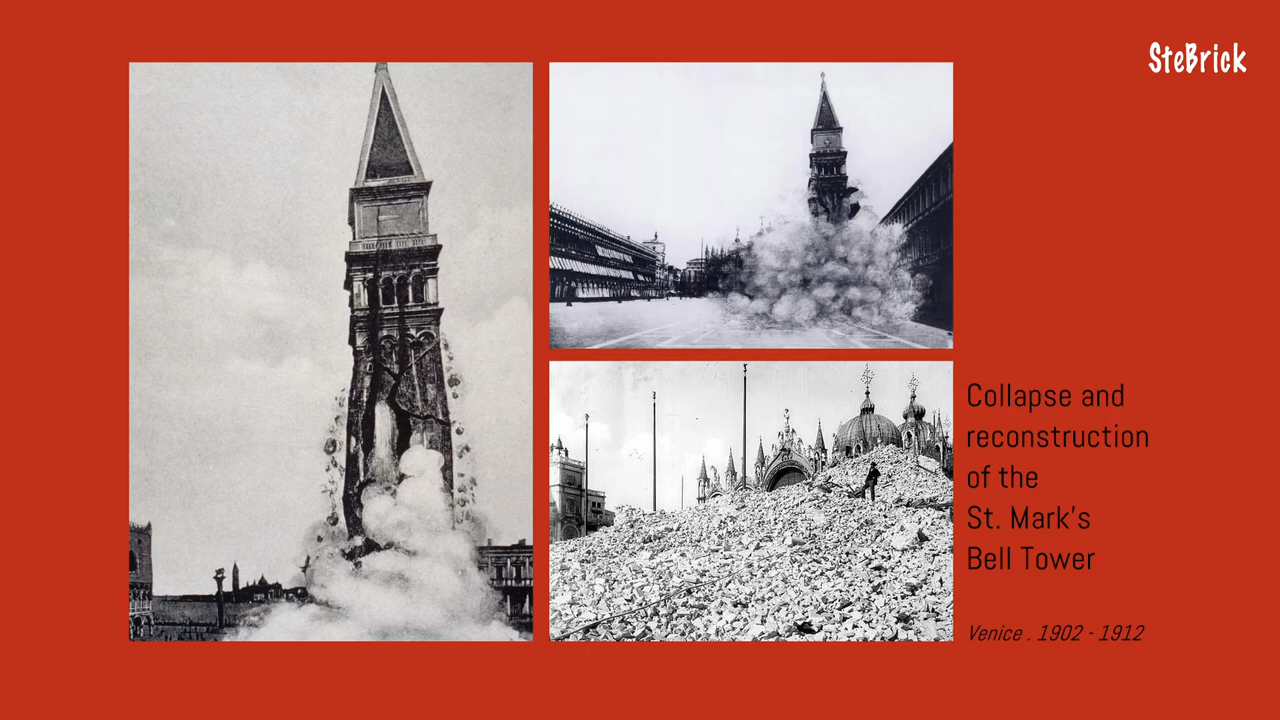 SteBrick
Collapse and
reconstruction
of the
St. Mark's
Bell Tower
Venice . 1902 - 1912